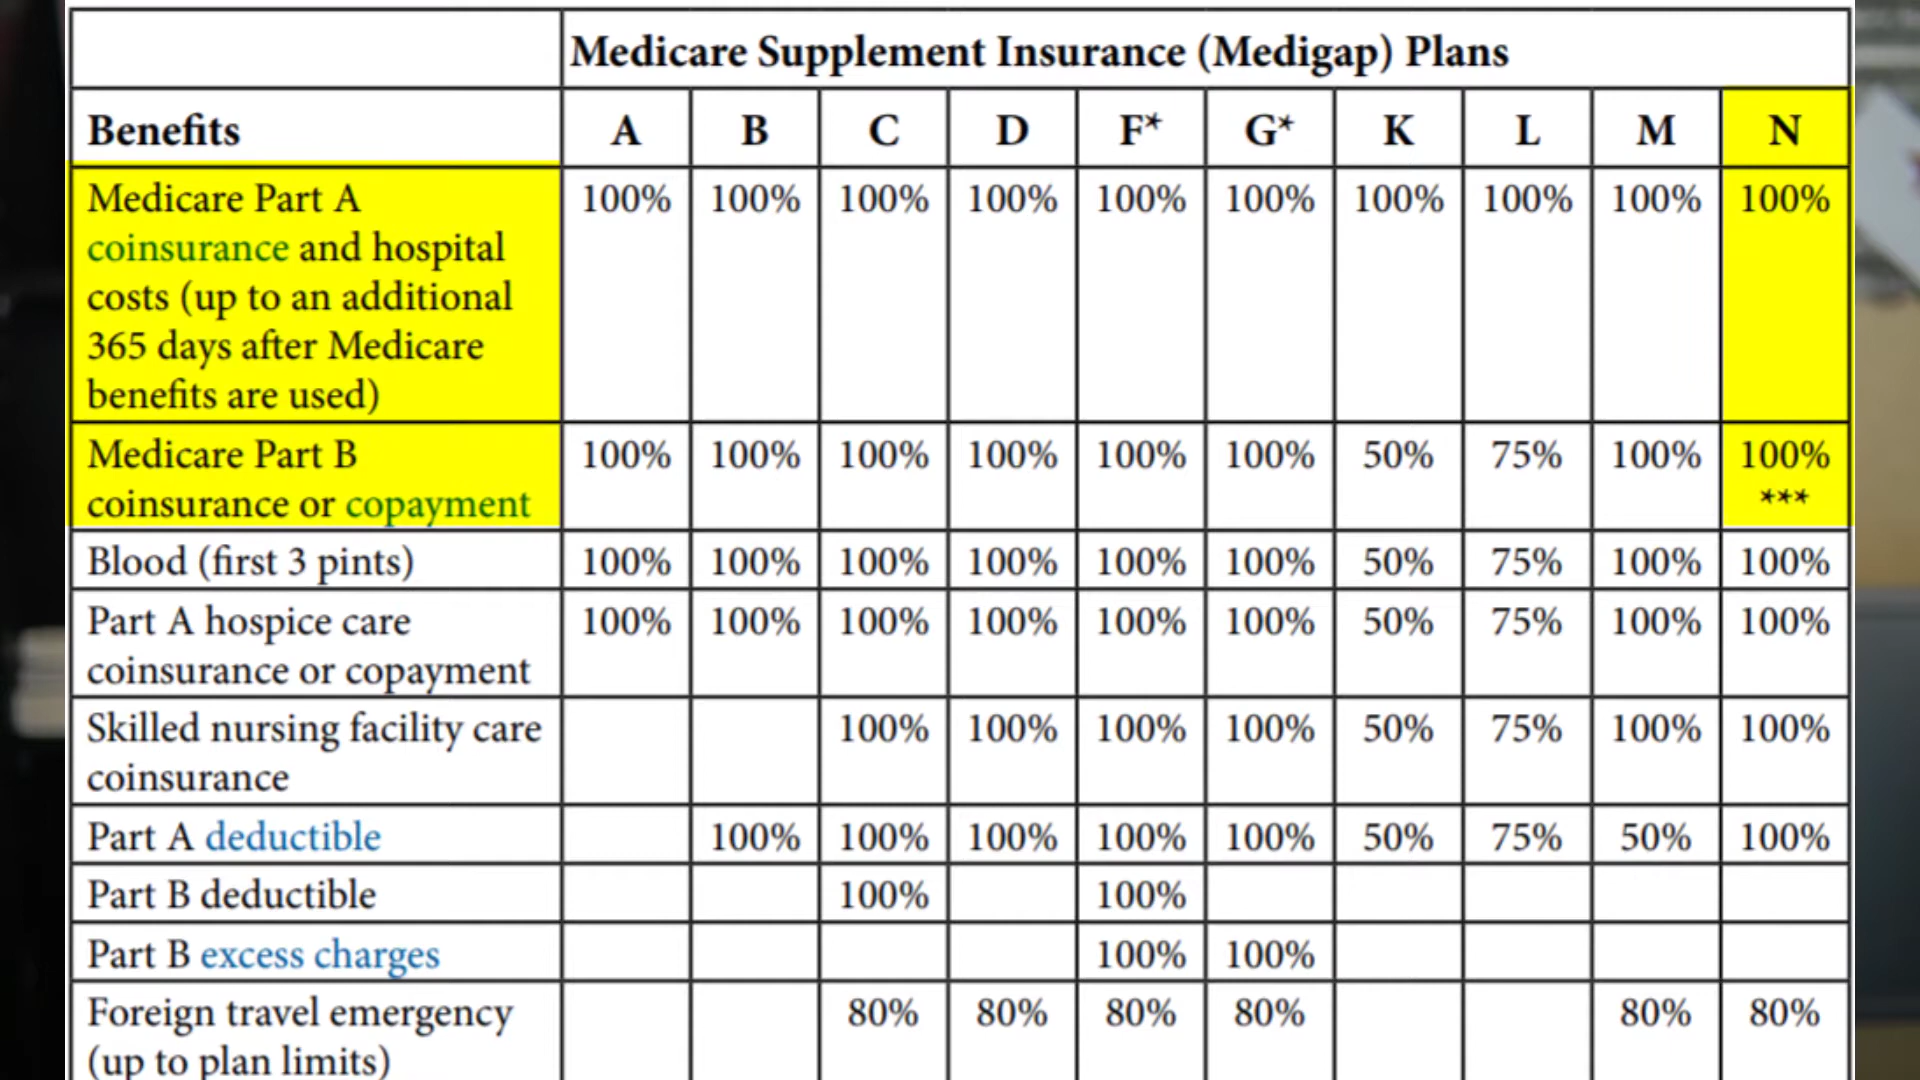 Medicare Supplement Insurance (Medigap) Plans
Benefits A B C D F* G* K L M N
Medicare Part A 100% 100% 100% 100% 100% 100% 100% 100% 100% 100%
coinsurance and hospital
costs (up to an additional
365 days after Medicare
benefits are used)
Medicare Part B 100% 100% 100% 100% 100% 100% 50% 75% 100% 100%
coinsurance or copayment ***
Blood (first 3 pints) 100% 100% 100% 100% 100% 100% 50% 75% 100% 100%
Part A hospice care 100% 100% 100% 100% 100% 100% 50% 75% 100% 100%
coinsurance or copayment
Skilled nursing facility care 100% 100% 100% 100% 50% 75% 100% 100%
coinsurance
Part A deductible 100% 100% 100% 100% 100% 50% 75% 50% 100%
Part B deductible 100% 100%
Part B excess charges 100% 100%
Foreign travel emergency 80% 80% 80% 80% 80% 80%
(up to plan limits)